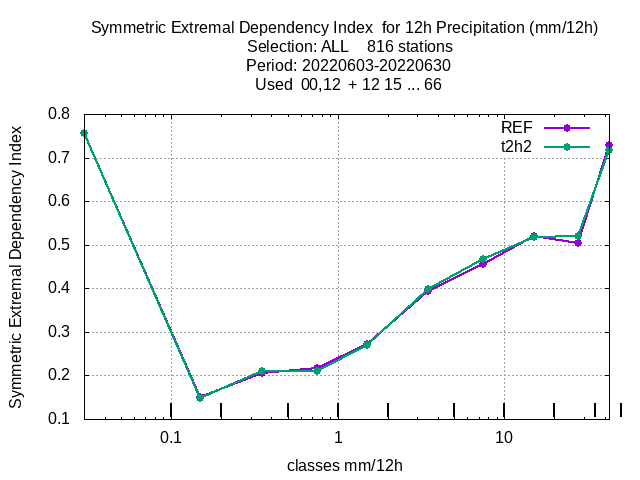 Symmetric Extremal Dependency Index  for 12h Precipitation (mm/12h)
Selection: ALL    816 stations
Period: 20220603-20220630
Used  00,12  + 12 15 ... 66
REF
t2h2
Symmetric Extremal Dependency Index
0.8
0.7
0.6
0.5
0.4
0.3
0.2
0.1
0.1 1 10
classes mm/12h